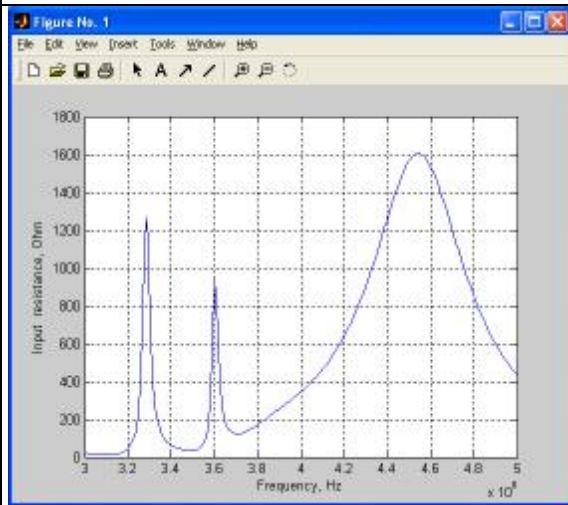 Figure No. 1
File Edit View Insert Tools Window Help
A
1800
1600
1400
1200
1000
800
600
400
200
0
Input resistance, Ohm
3 3.2 3.4 3.6 3.8 4 4.2 4.4 4.6 4.8 5
Frequency, Hz
x 10^8